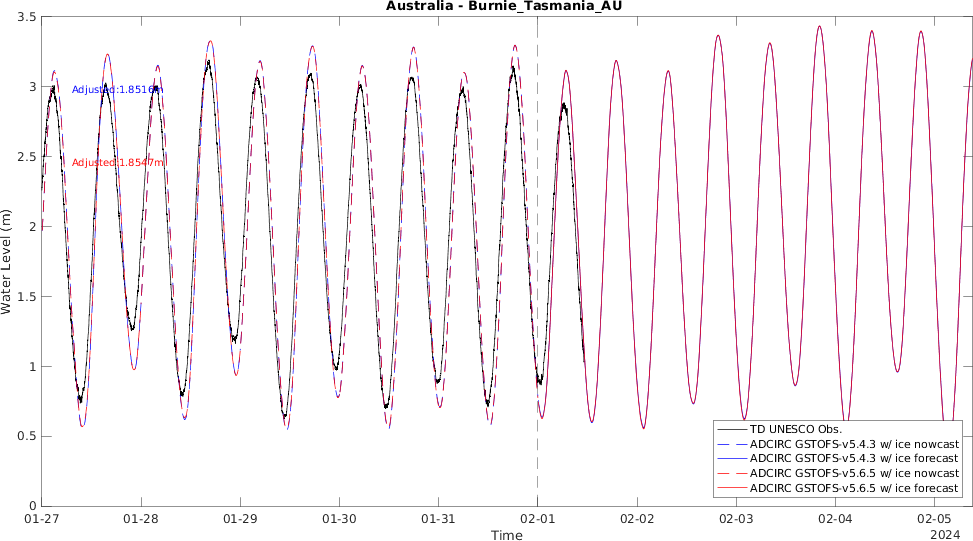 Australia - Burnie_Tasmania_AU
3.5
3
2.5
2
1.5
1
0.5
0
Water Level (m)
Adjusted:1.8516m
Adjusted:1.8547m
TD UNESCO Obs.
ADCIRC GSTOFS-v5.4.3 w/ ice nowcast
ADCIRC GSTOFS-v5.4.3 w/ ice forecast
ADCIRC GSTOFS-v5.6.5 w/ ice nowcast
ADCIRC GSTOFS-v5.6.5 w/ ice forecast
01-27 01-28 01-29 01-30 01-31 02-01 02-02 02-03 02-04 02-05
Time 2024